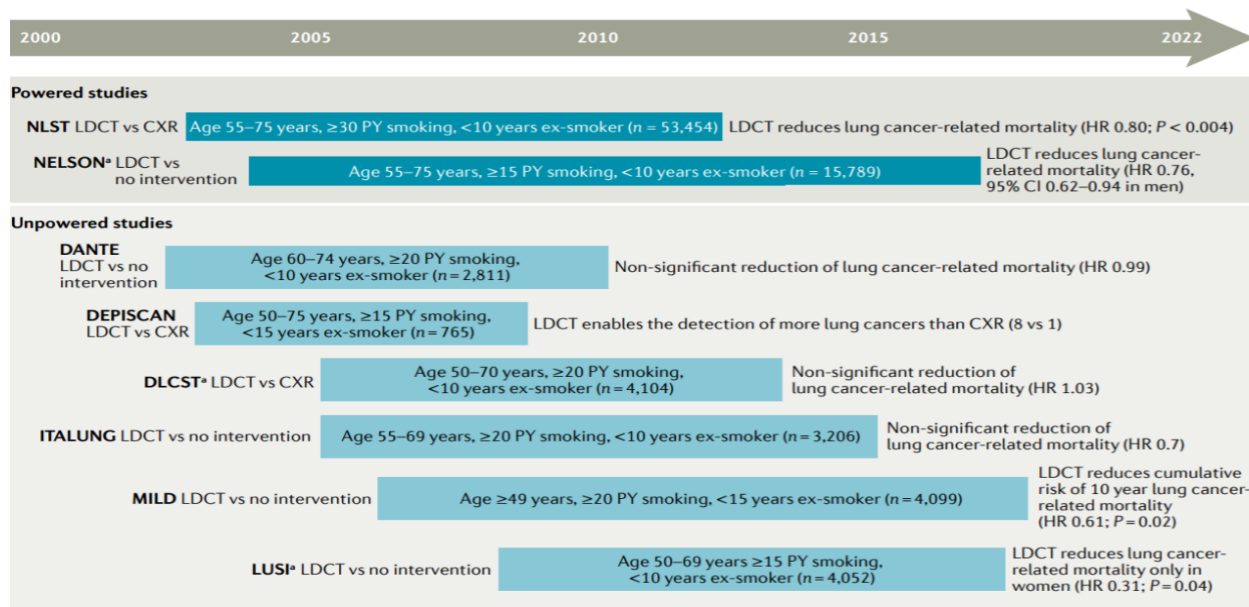 2000 2005 2010 2015 2022
Powered studies
NLST LDCT vs CXR
Age 55–75 years, ≥30 PY smoking, <10 years ex-smoker (n = 53,454)
LDCT reduces lung cancer-related mortality (HR 0.80; P < 0.004)
NELSONᵃ LDCT vs
no intervention
Age 55–75 years, ≥15 PY smoking, <10 years ex-smoker (n = 15,789)
LDCT reduces lung cancer-
related mortality (HR 0.76,
95% CI 0.62–0.94 in men)
Unpowered studies
DANTE
LDCT vs no
intervention
Age 60–74 years, ≥20 PY smoking,
<10 years ex-smoker (n = 2,811)
Non-significant reduction of lung cancer-related mortality (HR 0.99)
DEPISCAN
LDCT vs CXR
Age 50–75 years, ≥15 PY smoking,
<15 years ex-smoker (n = 765)
LDCT enables the detection of more lung cancers than CXR (8 vs 1)
DLCSTᵃ LDCT vs CXR
Age 50–70 years, ≥20 PY smoking,
<10 years ex-smoker (n = 4,104)
Non-significant reduction of
lung cancer-related mortality (HR 1.03)
ITALUNG LDCT vs no intervention
Age 55–69 years, ≥20 PY smoking, <10 years ex-smoker (n = 3,206)
Non-significant reduction of
lung cancer-related mortality (HR 0.7)
MILD LDCT vs no intervention
Age ≥49 years, ≥20 PY smoking, <15 years ex-smoker (n = 4,099)
LDCT reduces cumulative
risk of 10 year lung cancer-
related mortality
(HR 0.61; P = 0.02)
LUSIᵃ LDCT vs no intervention
Age 50–69 years ≥15 PY smoking,
<10 years ex-smoker (n = 4,052)
LDCT reduces lung cancer-
related mortality only in
women (HR 0.31; P = 0.04)